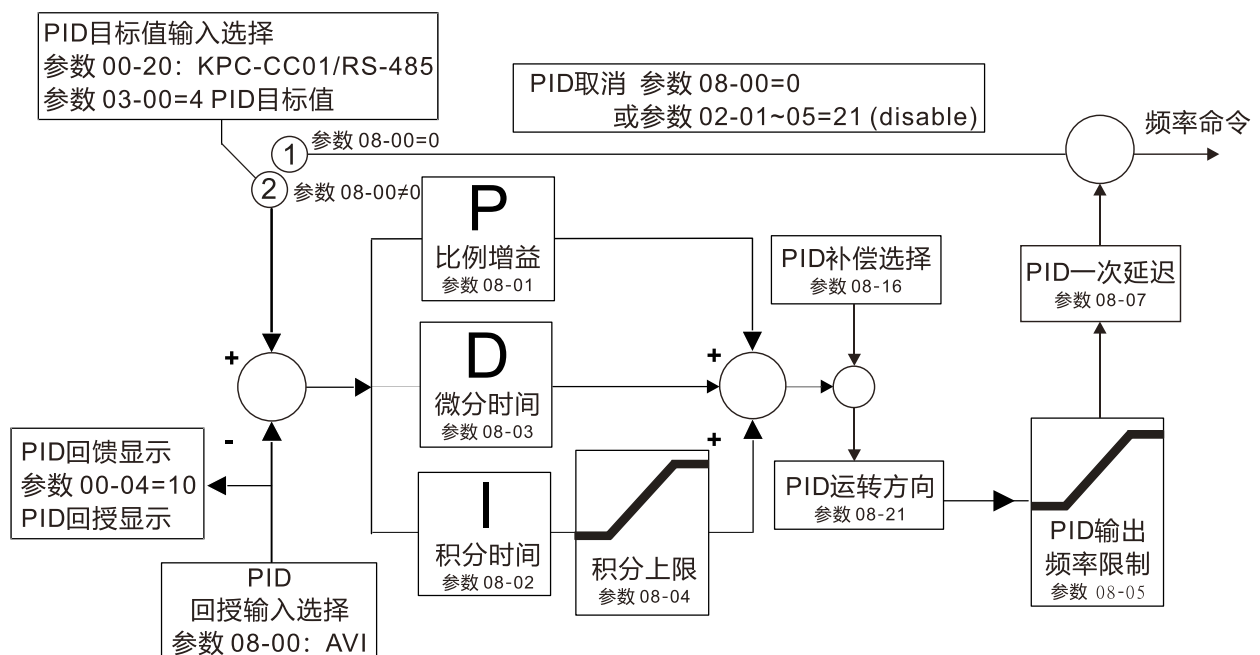 PID目标值输入选择
参数 00-20：KPC-CC01/RS-485
参数 03-00=4 PID目标值
PID取消 参数 08-00=0
或参数 02-01~05=21 (disable)
频率命令
1
参数 08-00=0
2
参数 08-00≠0
P
比例增益
参数 08-01
PID补偿选择
参数 08-16
PID一次延迟
参数 08-07
D
微分时间
参数 08-03
+
-
+
+
PID回馈显示
参数 00-04=10
PID回授显示
I
积分时间
参数 08-02
积分上限
参数 08-04
PID运转方向
参数 08-21
PID输出
频率限制
参数 08-05
PID
回授输入选择
参数 08-00：AVI